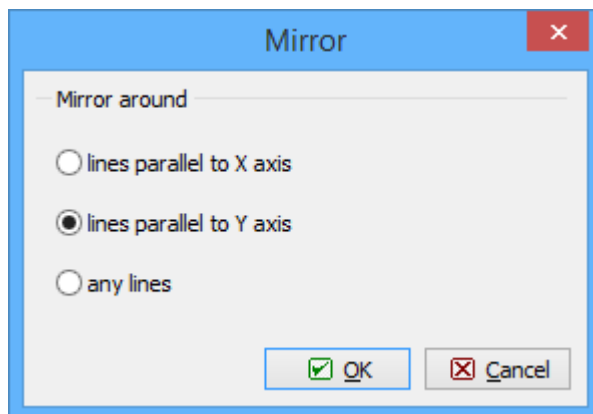 Mirror
Mirror around
lines parallel to X axis
lines parallel to Y axis
any lines
OK Cancel